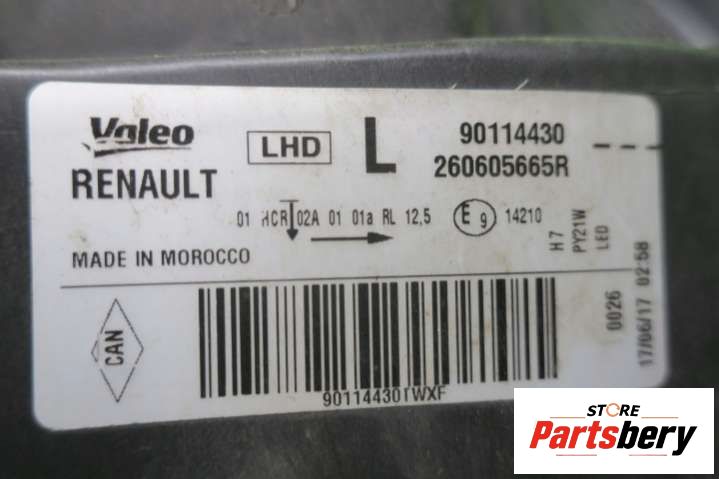 Valeo
RENAULT
LHD
L
90114430
260605665R
01 HCR 02A 01 01a RL 12,5
E 9
14210
MADE IN MOROCCO
H7
PY21W
LED
CAN
0026
17/06/17 02:58
90114430TWXF
STORE
Partsbery